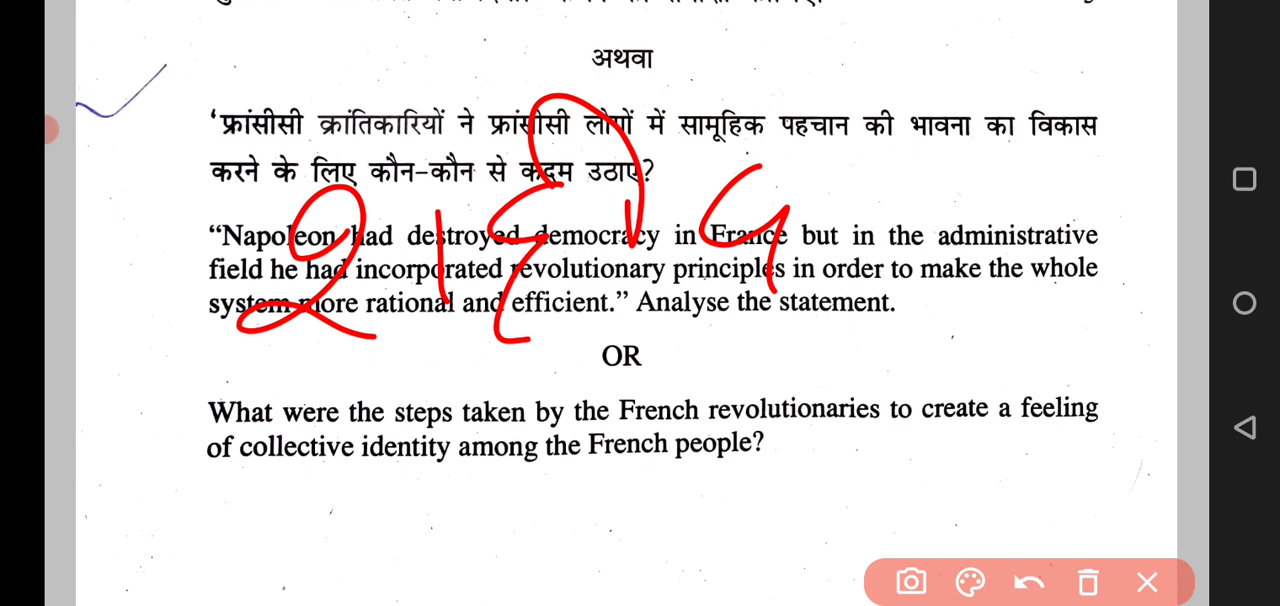 अथवा
‘फ्रांसीसी क्रांतिकारियों ने फ्रांसीसी लोगों में सामूहिक पहचान की भावना का विकास
करने के लिए कौन-कौन से कदम उठाए?
“Napoleon had destroyed democracy in France but in the administrative
field he had incorporated revolutionary principles in order to make the whole
system more rational and efficient.” Analyse the statement.
OR
What were the steps taken by the French revolutionaries to create a feeling
of collective identity among the French people?